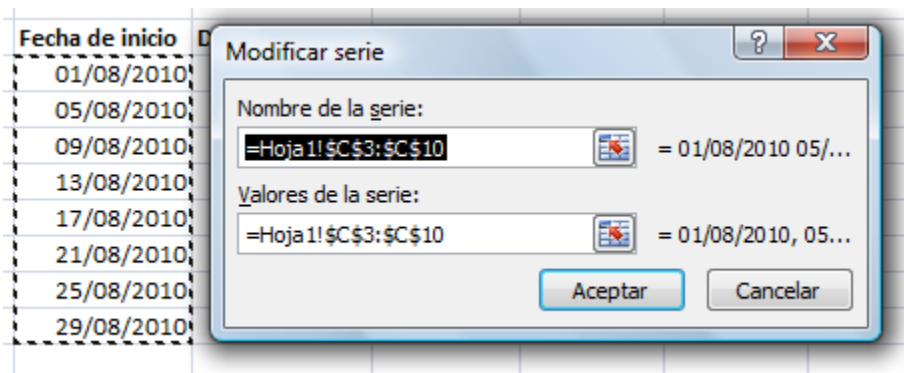 Fecha de inicio D
01/08/2010
05/08/2010
09/08/2010
13/08/2010
17/08/2010
21/08/2010
25/08/2010
29/08/2010
Modificar serie
Nombre de la serie:
=Hoja1!$C$3:$C$10 = 01/08/2010 05/...
Valores de la serie:
=Hoja1!$C$3:$C$10 = 01/08/2010, 05...
Aceptar Cancelar